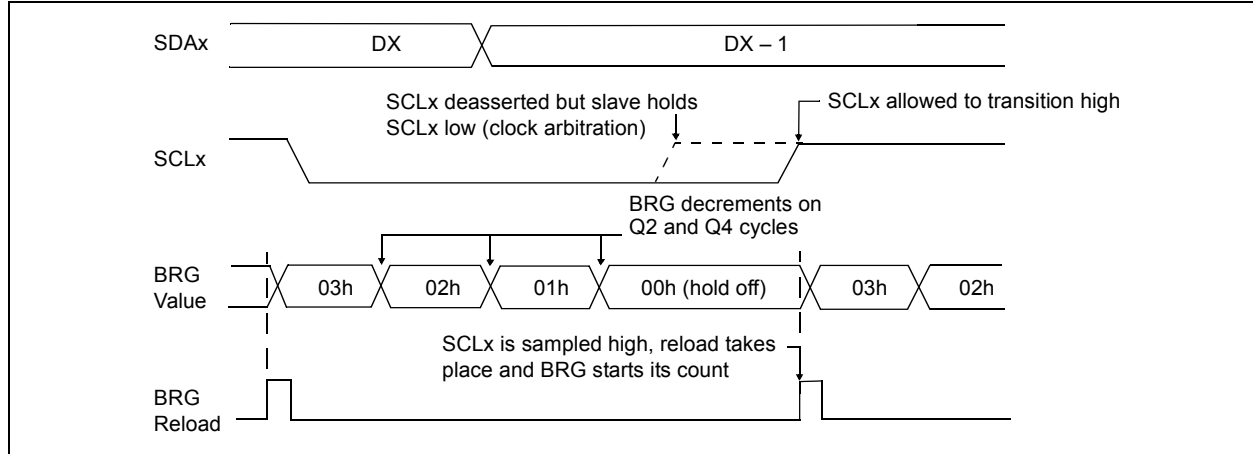 SDAx
DX
DX – 1
SCLx deasserted but slave holds
SCLx low (clock arbitration)
SCLx allowed to transition high
SCLx
BRG decrements on
Q2 and Q4 cycles
BRG
Value
03h
02h
01h
00h (hold off)
03h
02h
SCLx is sampled high, reload takes
place and BRG starts its count
BRG
Reload